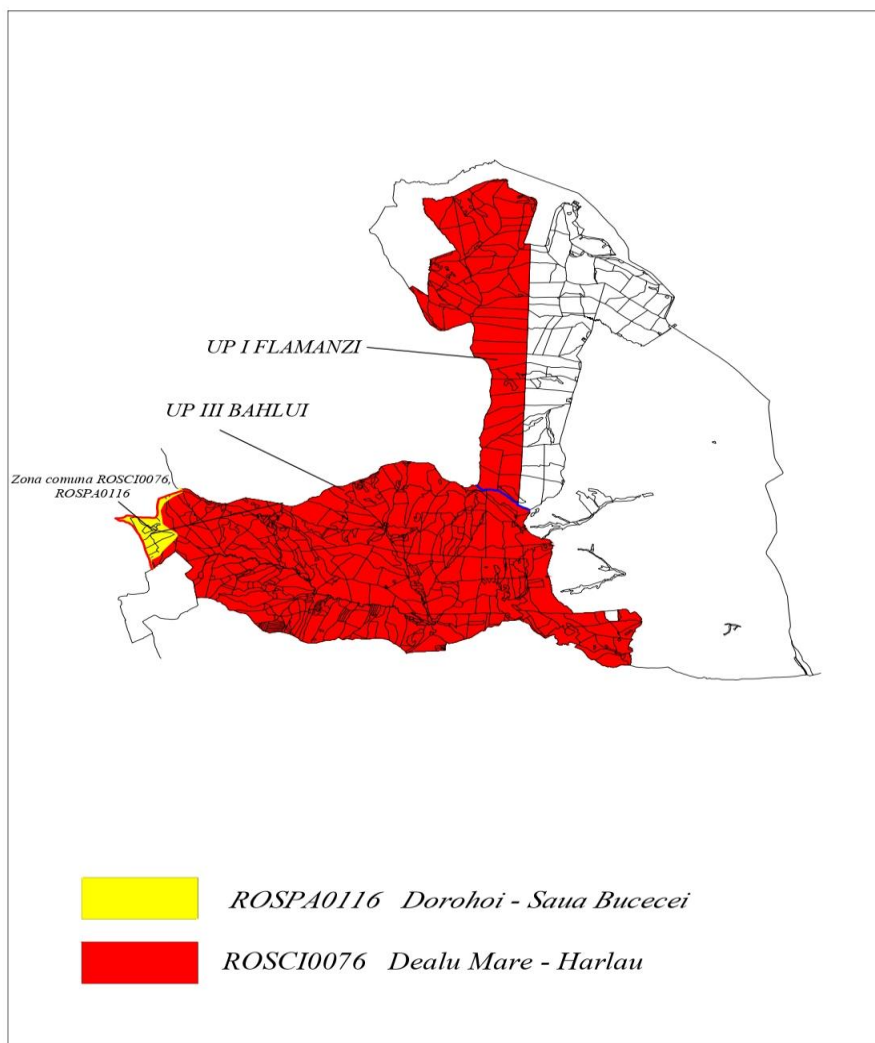 UP I FLAMANZI
UP III BAHLUI
Zona comuna ROSCI0076,
ROSPA0116
ROSPA0116 Dorohoi - Saua Bucecei
ROSCI0076 Dealu Mare - Harlau